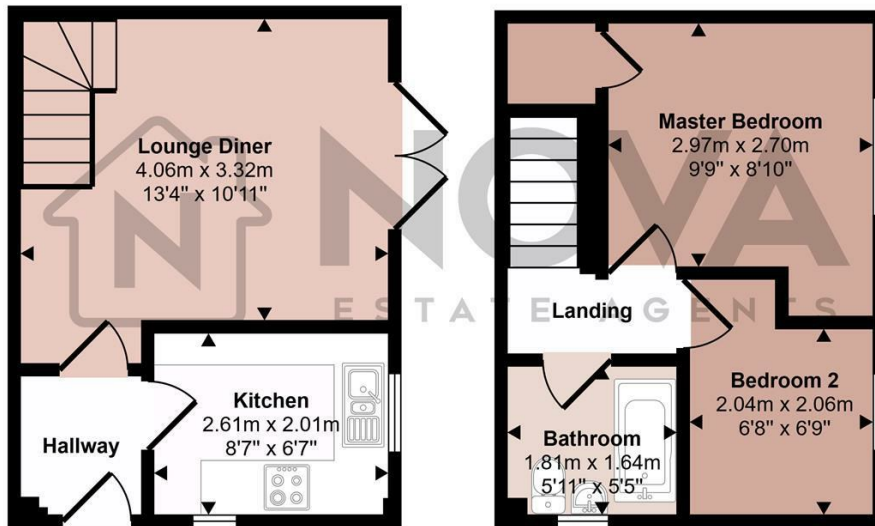 Lounge Diner
4.06m x 3.32m
13'4" x 10'11"
Kitchen
2.61m x 2.01m
8'7" x 6'7"
Hallway
Master Bedroom
2.97m x 2.70m
9'9" x 8'10"
Landing
Bedroom 2
2.04m x 2.06m
6'8" x 6'9"
Bathroom
1.81m x 1.64m
5'11" x 5'5"
N NOVA
ESTATE AGENTS